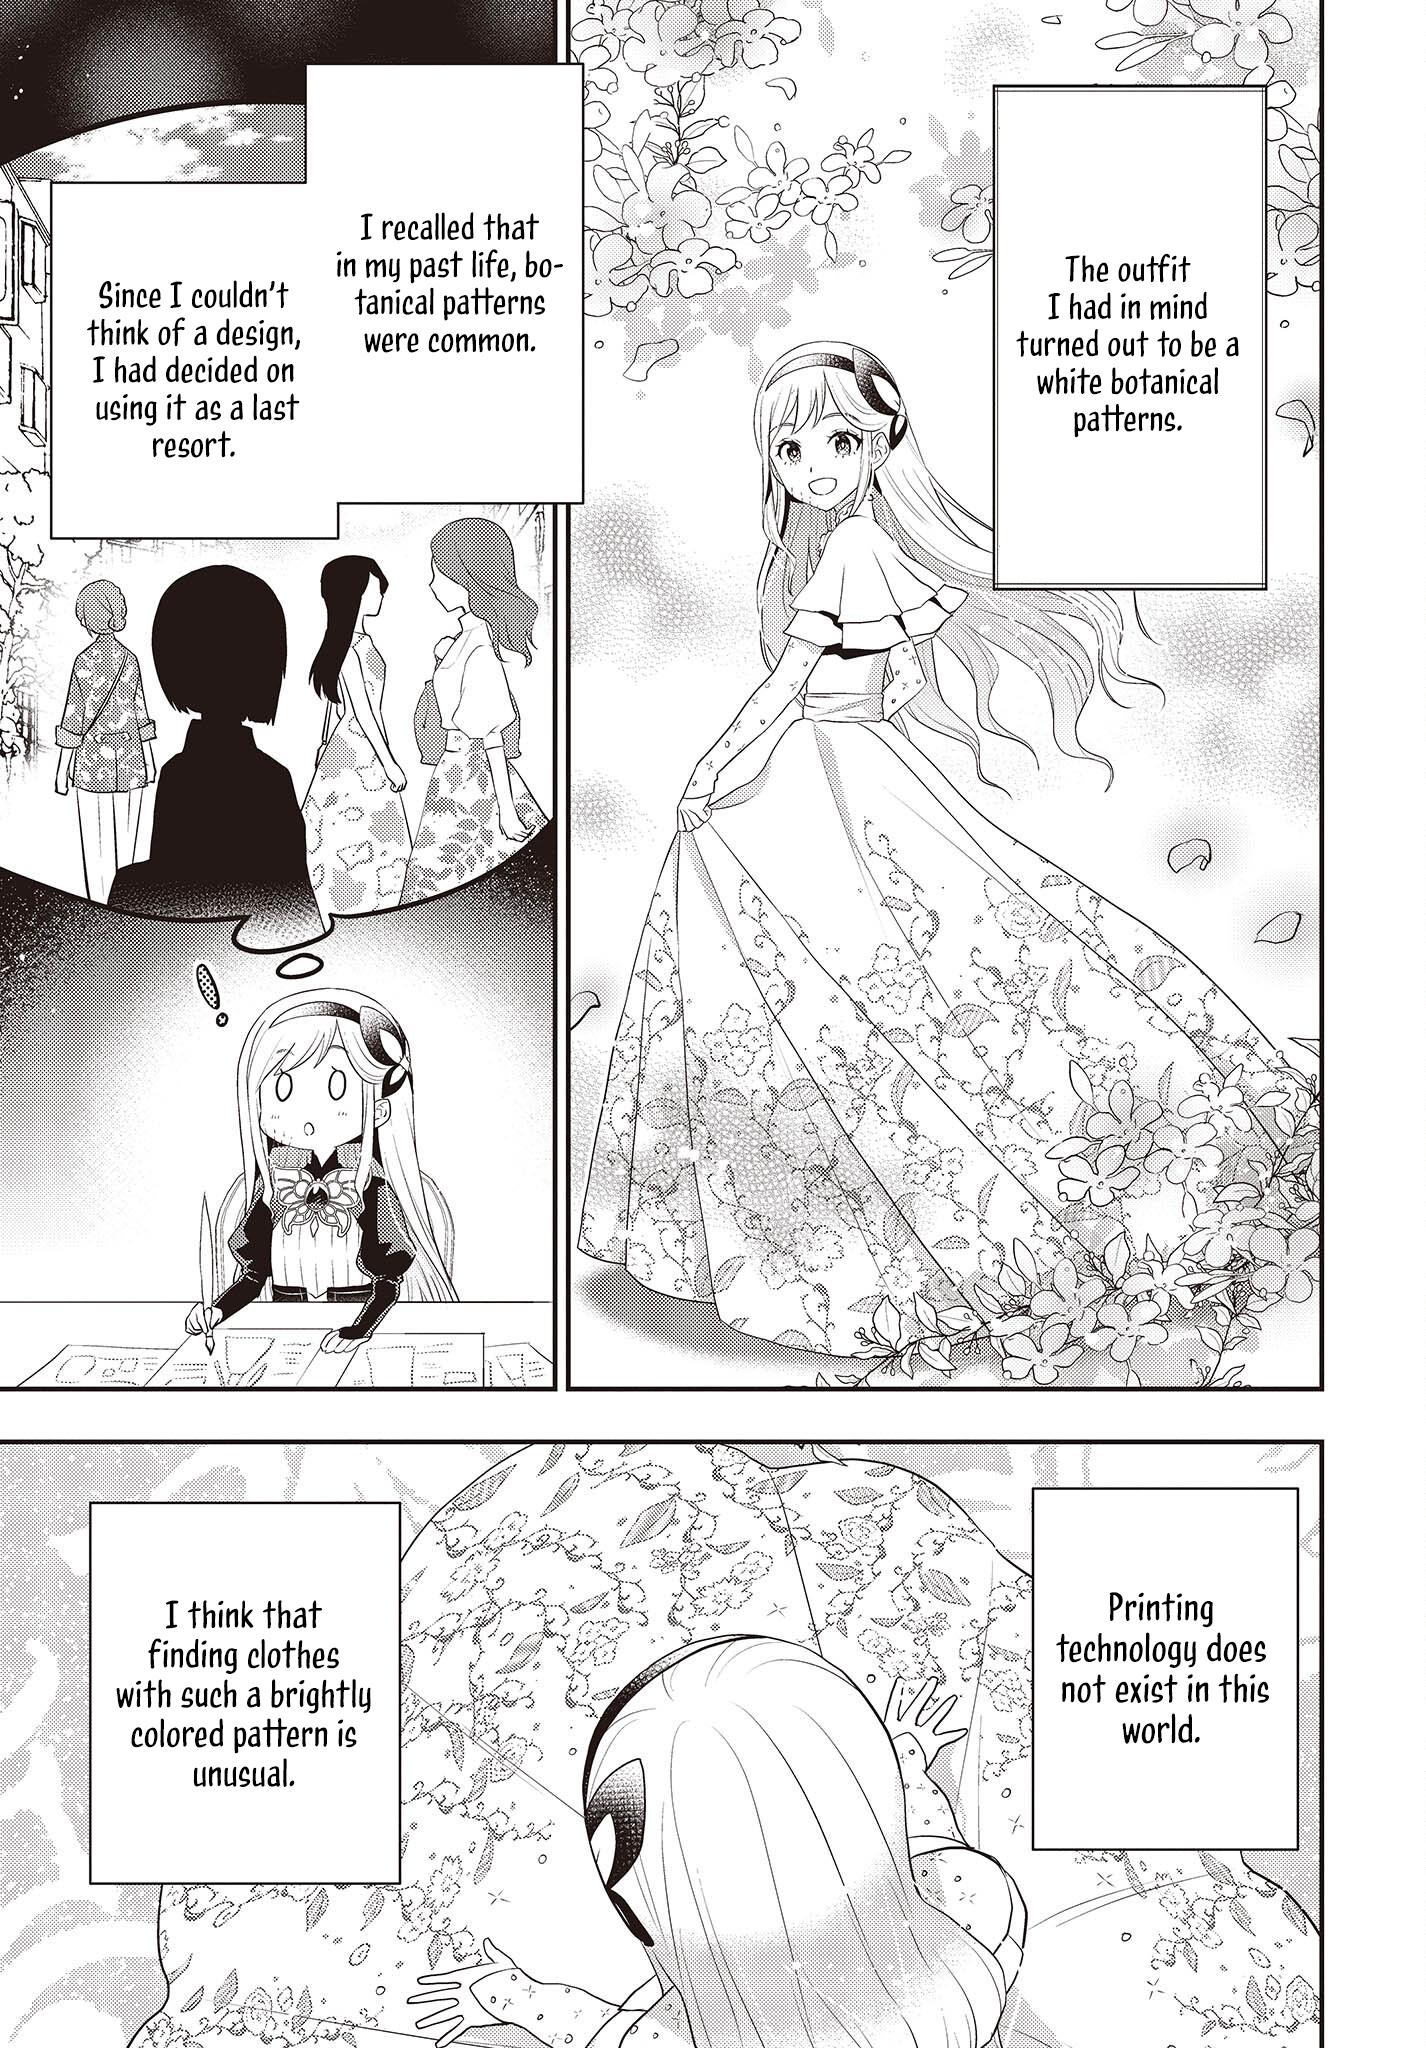 The outfit
I had in mind
turned out to be a
white botanical
patterns.
I recalled that
in my past life, bo-
tanical patterns
were common.
Since I couldn't
think of a design,
I had decided on
using it as a last
resort.
Printing
technology does
not exist in this
world.
I think that
finding clothes
with such a brightly
colored pattern is
unusual.